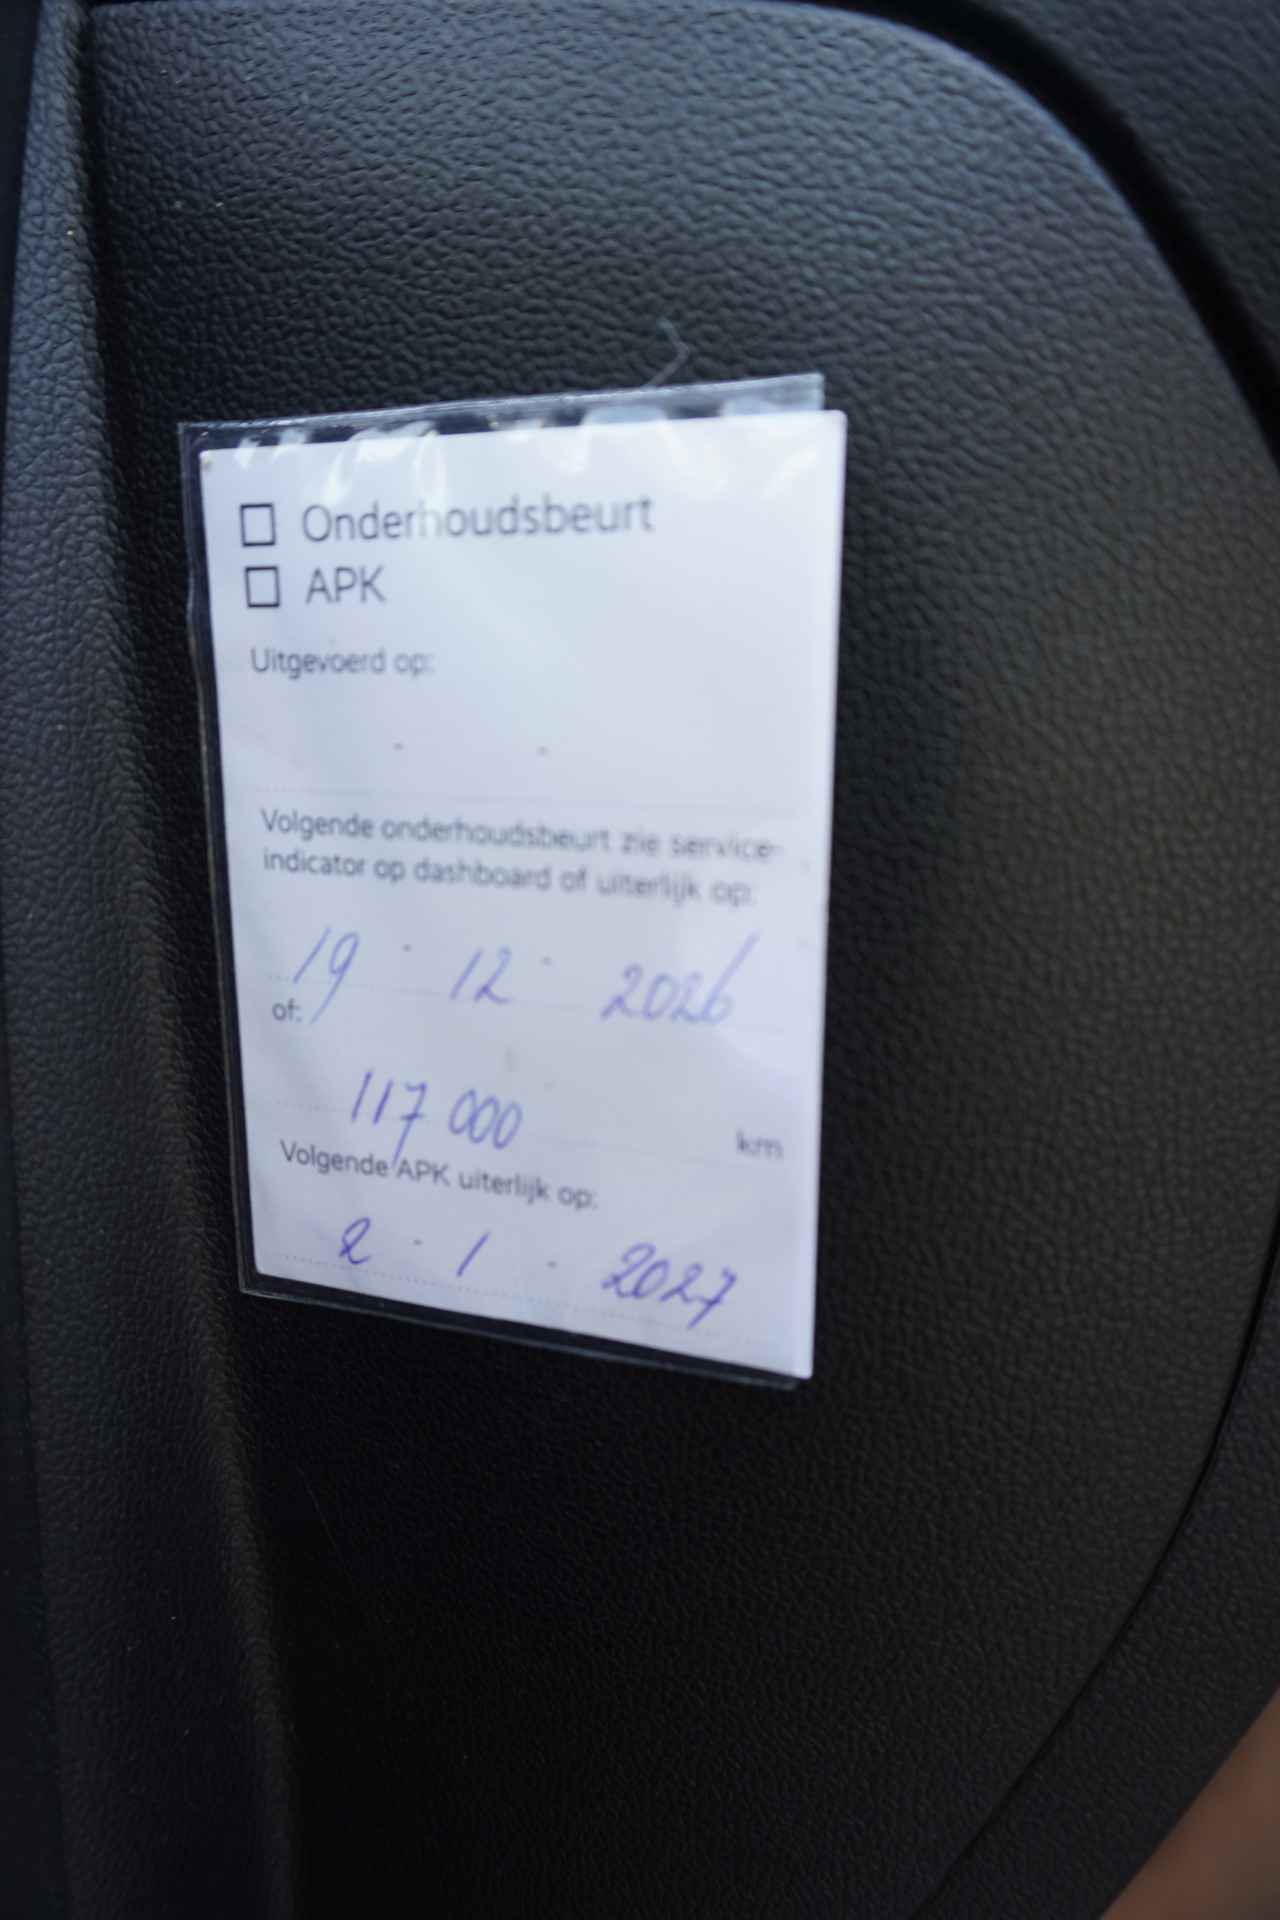 ☐ Onderhoudsbeurt
☐ APK
Uitgevoerd op:
- -
Volgende onderhoudsbeurt zie service-
indicator op dashboard of uiterlijk op:
19 - 12 - 2026
of:
117 000 km
Volgende APK uiterlijk op:
2 - 1 - 2027